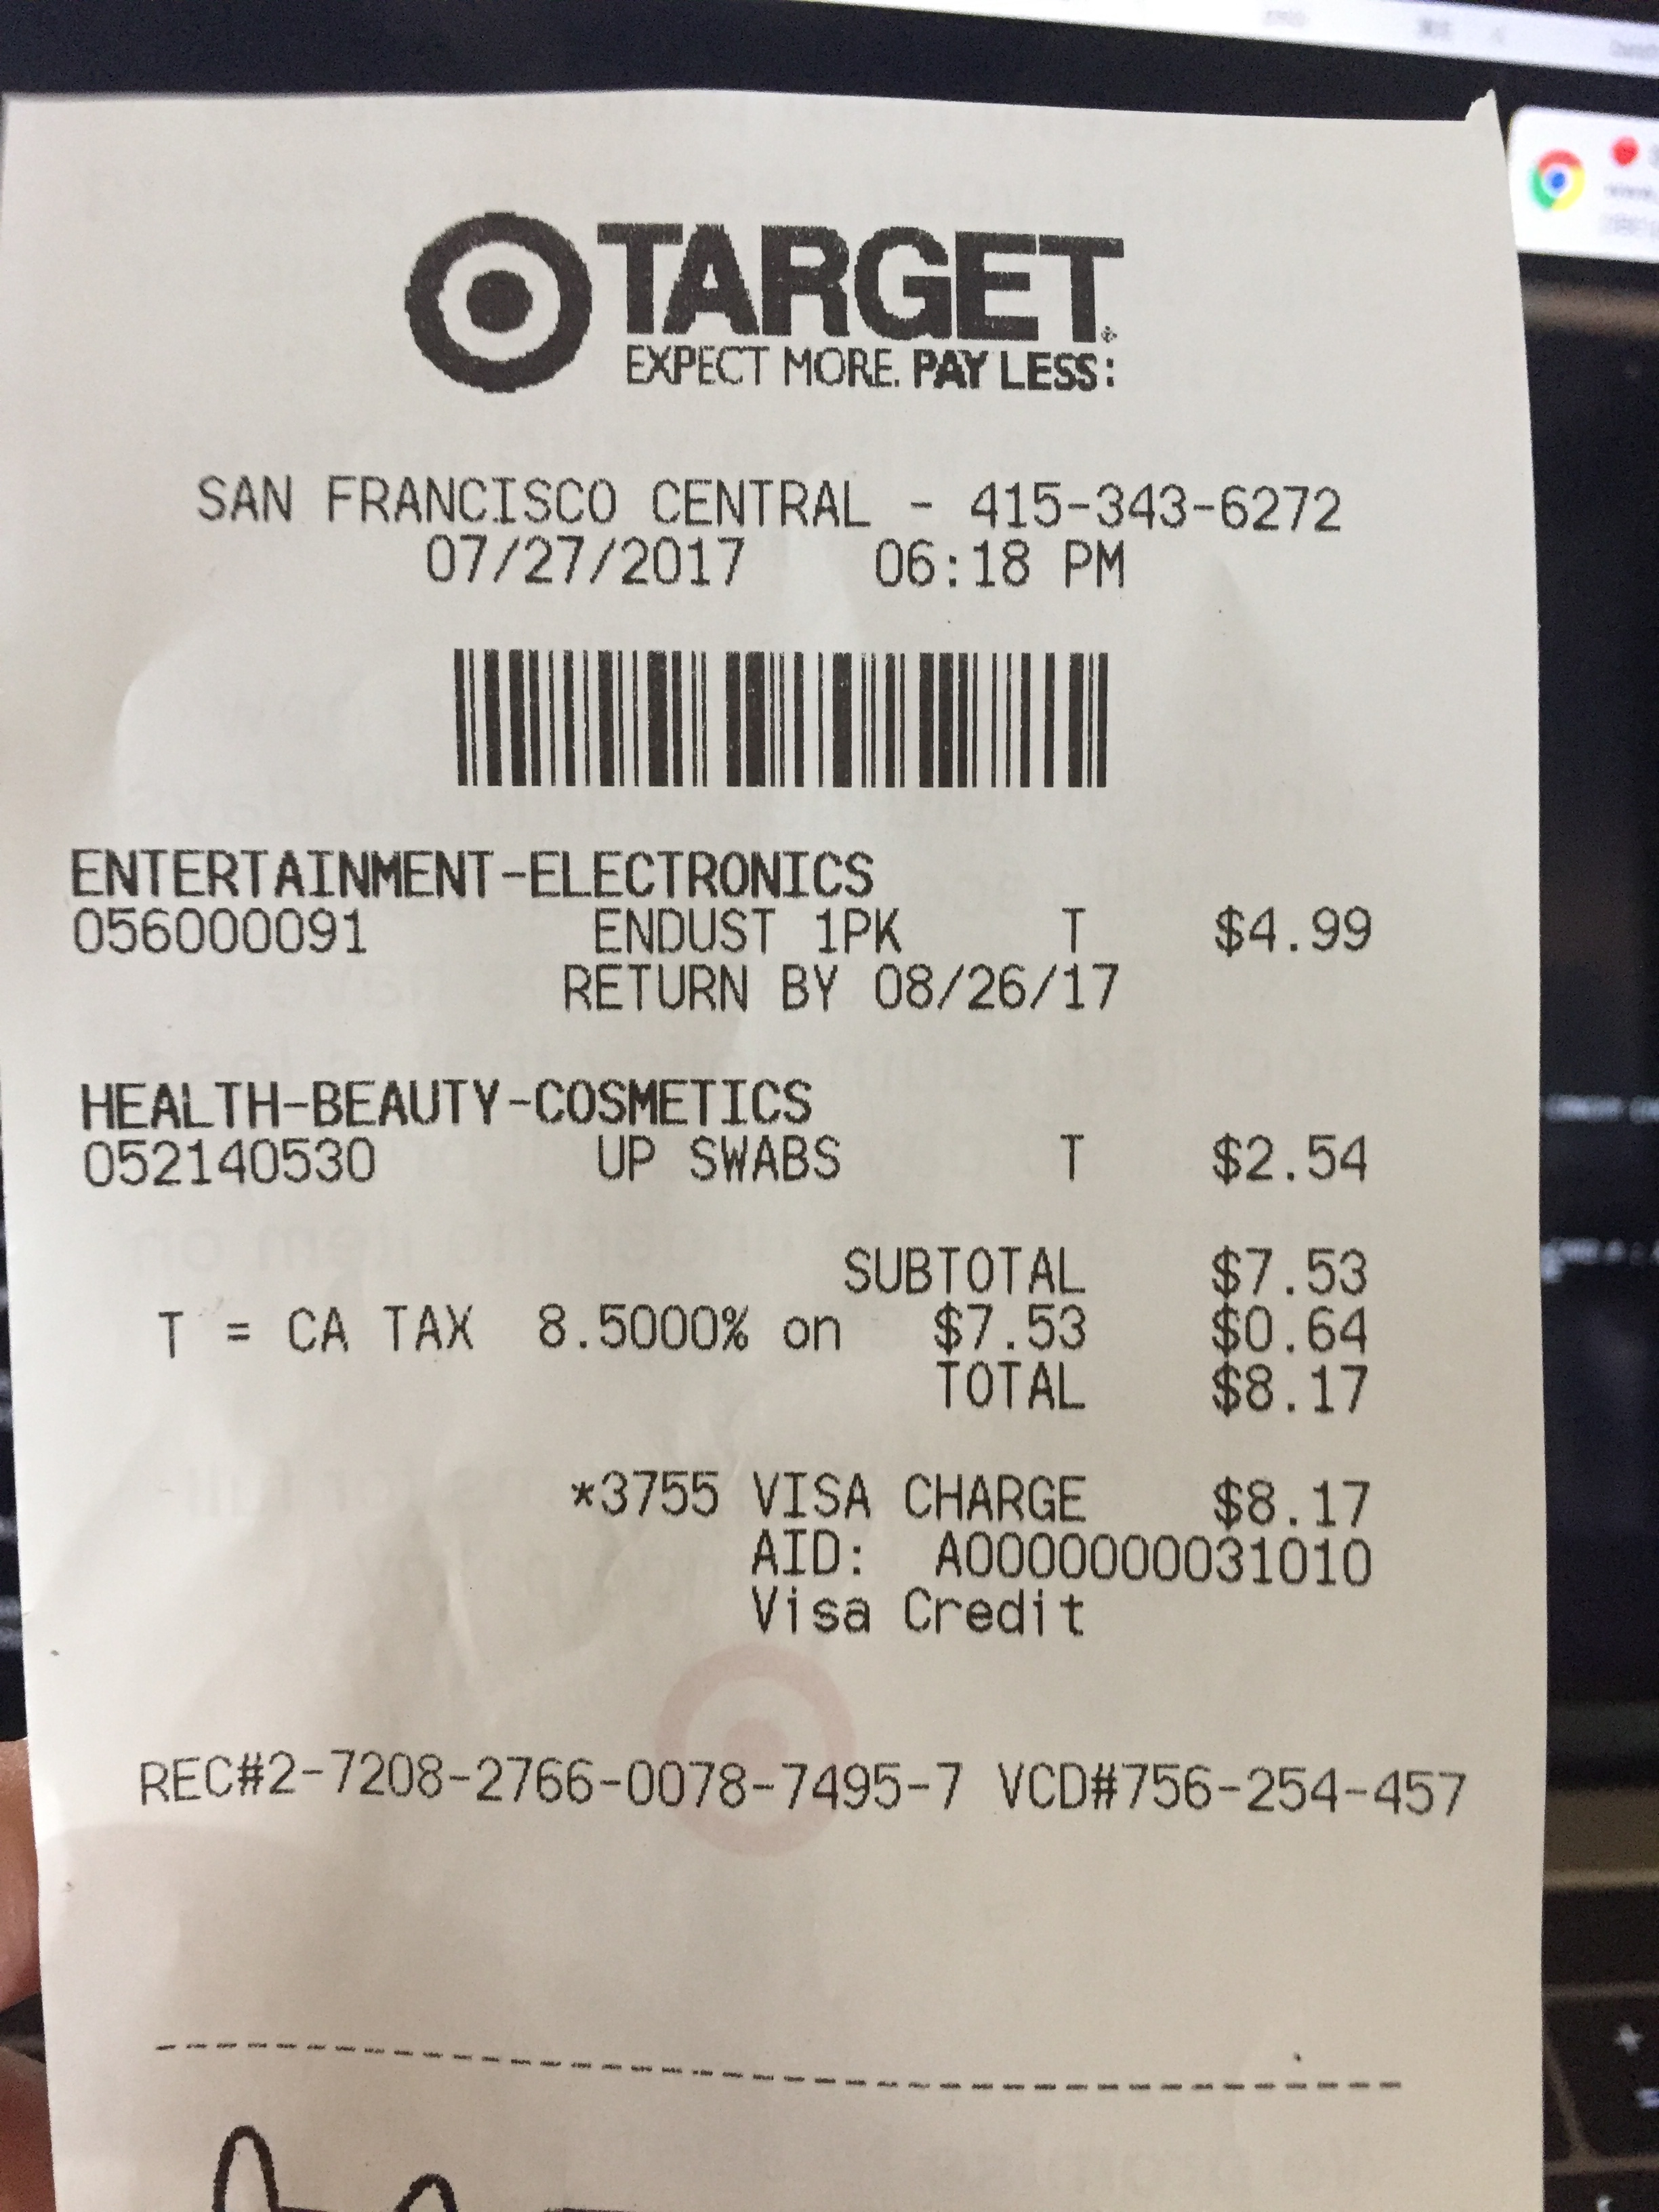 TARGET
EXPECT MORE. PAY LESS:
SAN FRANCISCO CENTRAL - 415-343-6272
07/27/2017 06:18 PM
ENTERTAINMENT-ELECTRONICS
056000091 ENDUST 1PK T $4.99
RETURN BY 08/26/17
HEALTH-BEAUTY-COSMETICS
052140530 UP SWABS T $2.54
SUBTOTAL $7.53
T = CA TAX 8.5000% on $7.53 $0.64
TOTAL $8.17
*3755 VISA CHARGE $8.17
AID: A0000000031010
Visa Credit
REC#2-7208-2766-0078-7495-7 VCD#756-254-457